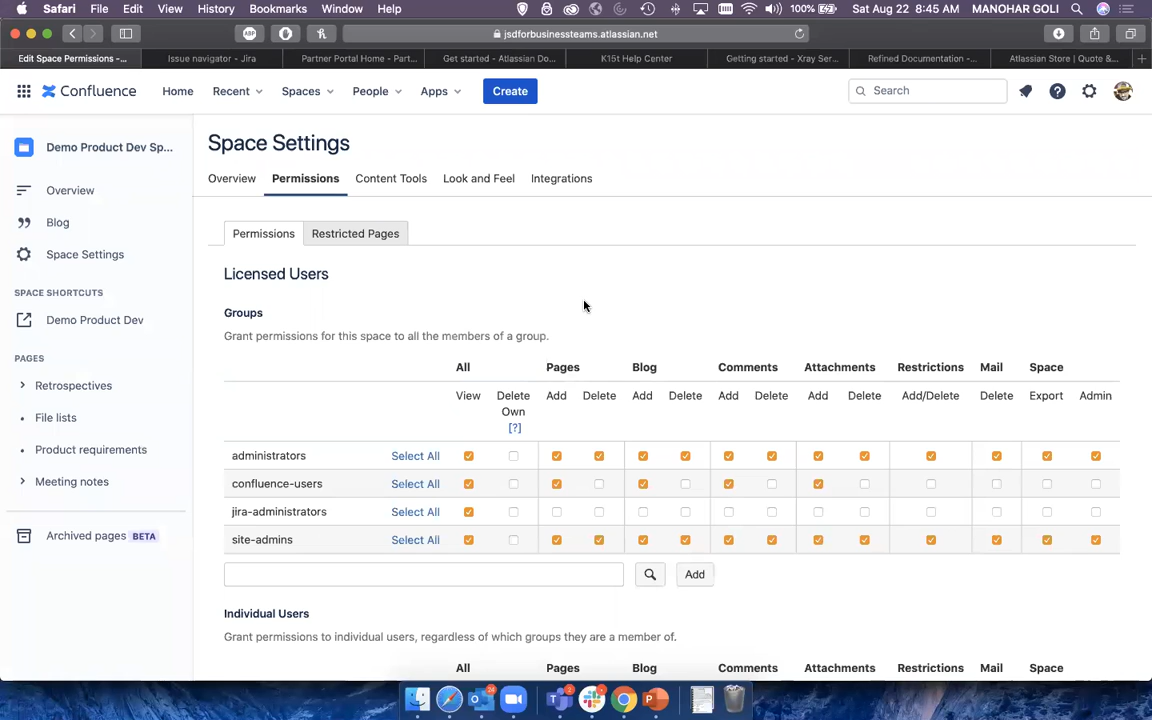 Safari File Edit View History Bookmarks Window Help 100% Sat Aug 22 8:45 AM MANOHAR GOLI
ABP jsdforbusinessteams.atlassian.net
Edit Space Permissions -... Issue navigator - Jira Partner Portal Home - Part... Get started - Atlassian Do... K15t Help Center Getting started - Xray Ser... Refined Documentation -... Atlassian Store | Quote &...
Confluence Home Recent Spaces People Apps Create Search
Demo Product Dev Sp...
Overview
Blog
Space Settings
SPACE SHORTCUTS
Demo Product Dev
PAGES
Retrospectives
File lists
Product requirements
Meeting notes
Archived pages BETA
Space Settings
Overview Permissions Content Tools Look and Feel Integrations
Permissions Restricted Pages
Licensed Users
Groups
Grant permissions for this space to all the members of a group.
All Pages Blog Comments Attachments Restrictions Mail Space
View Delete Own [?] Add Delete Add Delete Add Delete Add Delete Add/Delete Delete Export Admin
administrators Select All
confluence-users Select All
jira-administrators Select All
site-admins Select All
Add
Individual Users
Grant permissions to individual users, regardless of which groups they are a member of.
All Pages Blog Comments Attachments Restrictions Mail Space